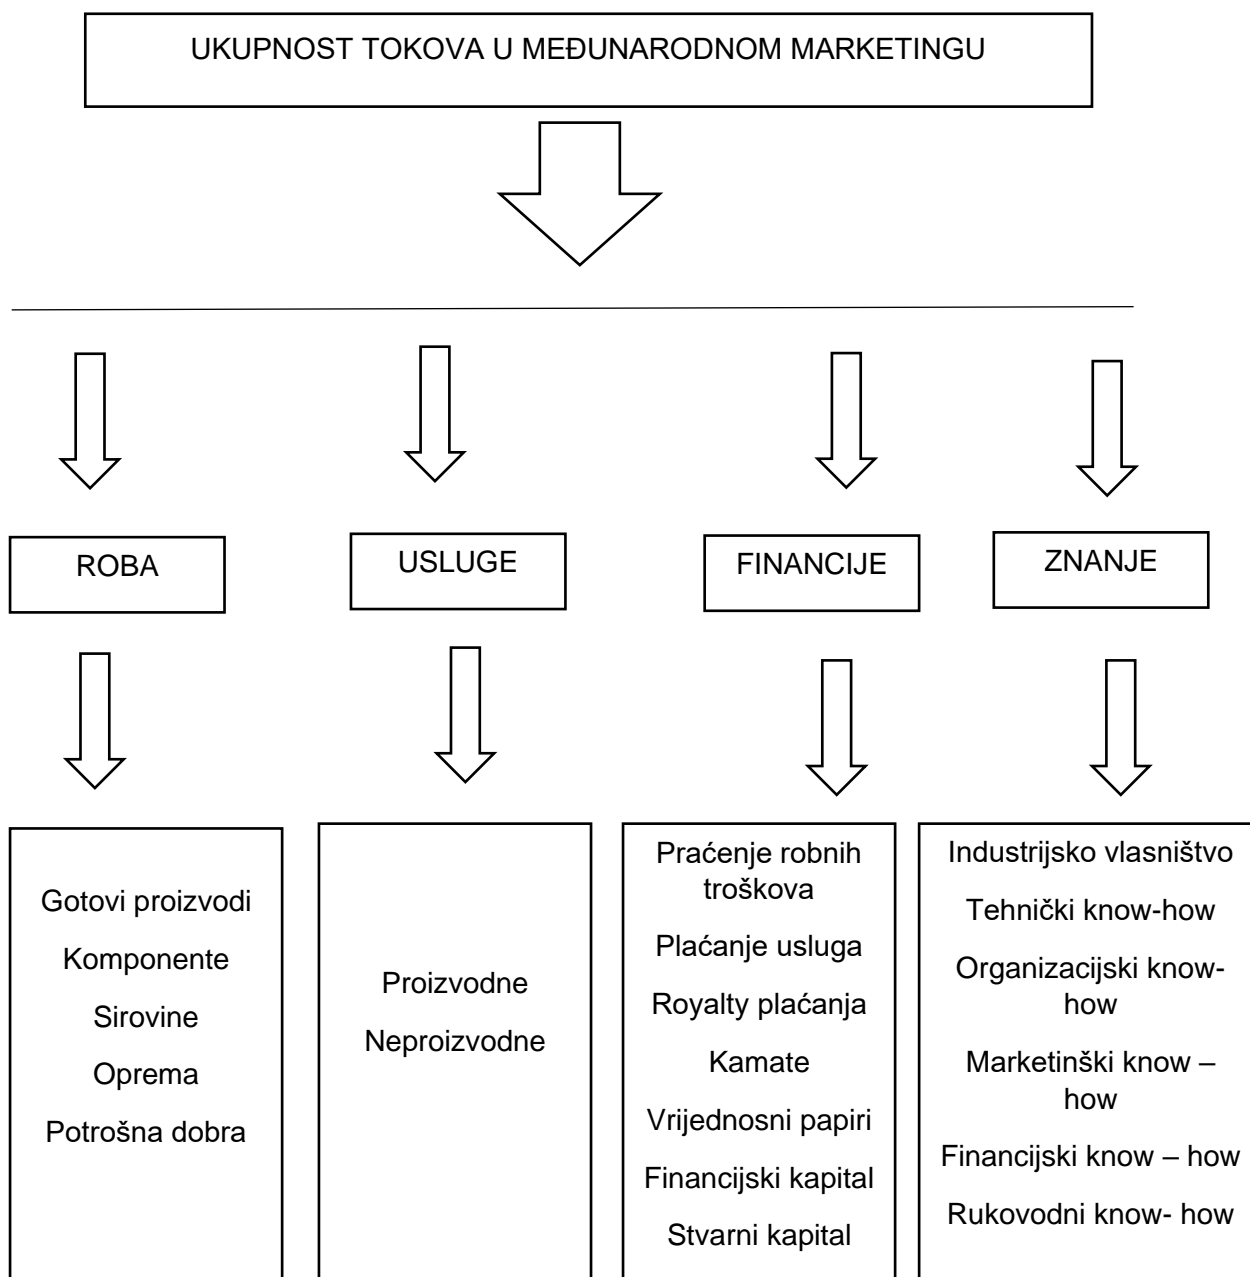 UKUPNOST TOKOVA U MEĐUNARODNOM MARKETINGU
ROBA
USLUGE
FINANCIJE
ZNANJE
Gotovi proizvodi
Komponente
Sirovine
Oprema
Potrošna dobra
Proizvodne
Neproizvodne
Praćenje robnih
troškova
Plaćanje usluga
Royalty plaćanja
Kamate
Vrijednosni papiri
Financijski kapital
Stvarni kapital
Industrijsko vlasništvo
Tehnički know-how
Organizacijski know-
how
Marketinški know –
how
Financijski know – how
Rukovodni know- how